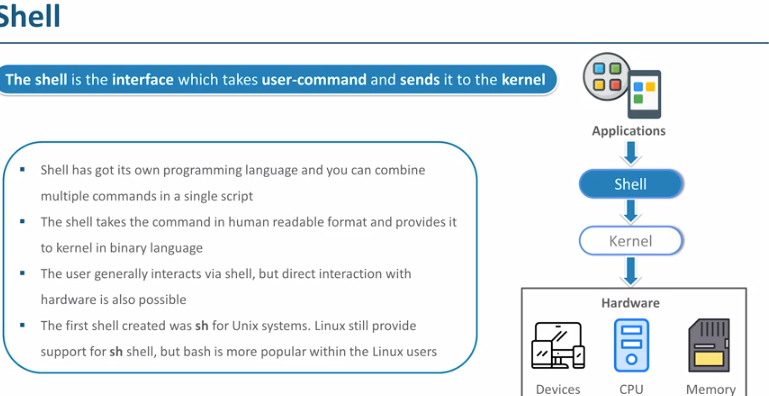 Shell
The shell is the interface which takes user-command and sends it to the kernel
Applications
Shell has got its own programming language and you can combine
multiple commands in a single script
The shell takes the command in human readable format and provides it
to kernel in binary language
The user generally interacts via shell, but direct interaction with
hardware is also possible
The first shell created was sh for Unix systems. Linux still provide
support for sh shell, but bash is more popular within the Linux users
Shell
Kernel
Hardware
Devices
CPU
Memory